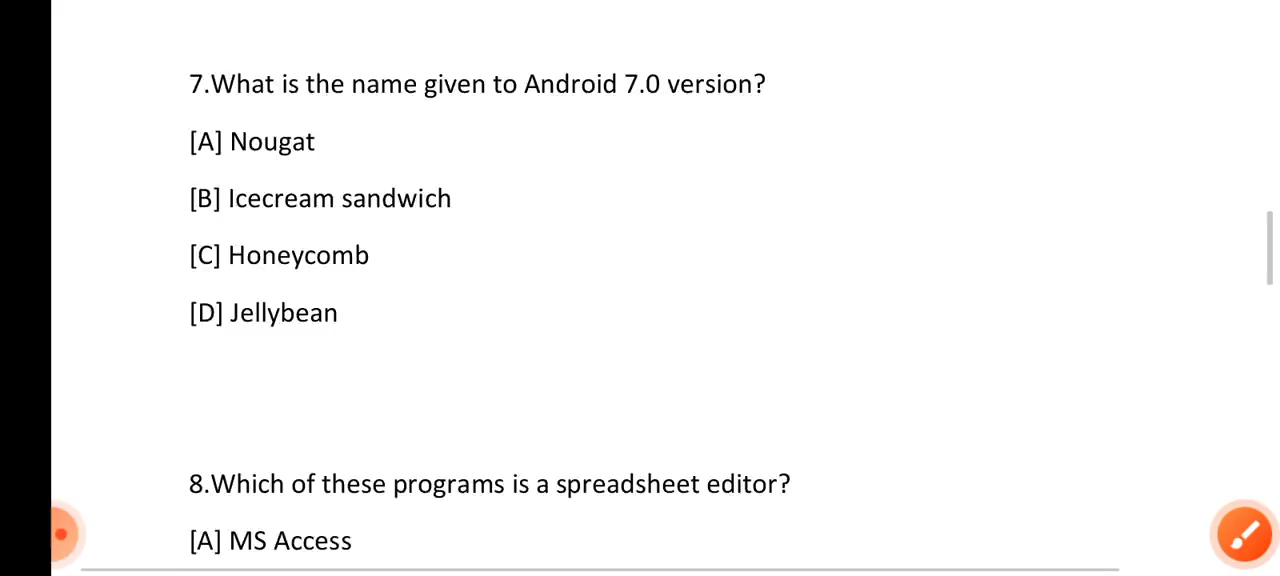 7.What is the name given to Android 7.0 version?
[A] Nougat
[B] Icecream sandwich
[C] Honeycomb
[D] Jellybean
8.Which of these programs is a spreadsheet editor?
[A] MS Access